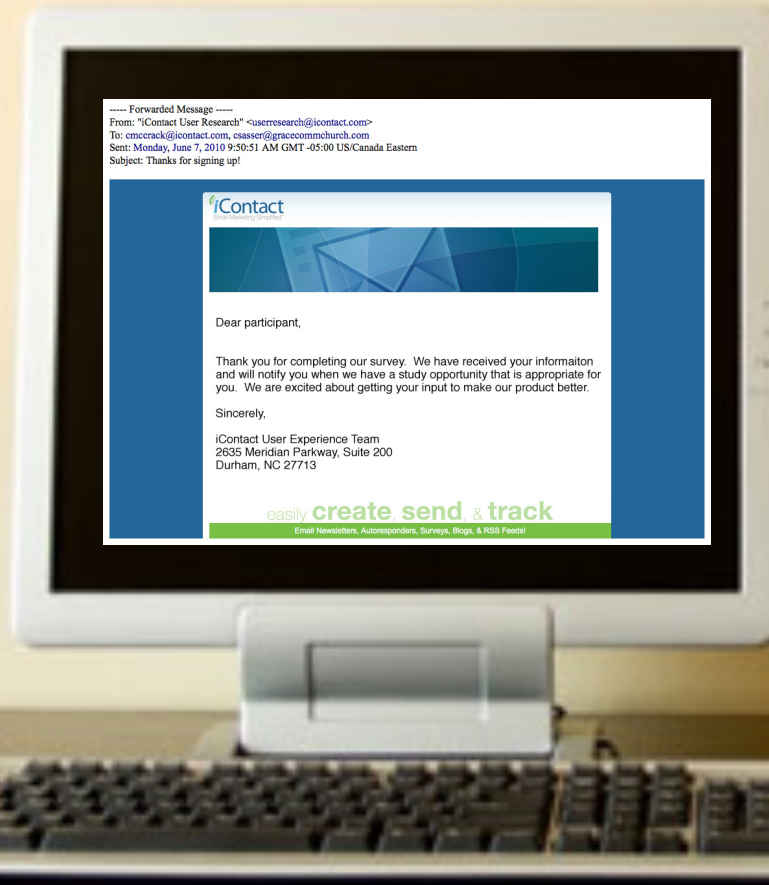 ----- Forwarded Message -----
From: "iContact User Research" <userresearch@icontact.com>
To: cmccrack@icontact.com, csasser@gracecommchurch.com
Sent: Monday, June 7, 2010 9:50:51 AM GMT -05:00 US/Canada Eastern
Subject: Thanks for signing up!
iContact
Email Marketing Simplified
Dear participant,
Thank you for completing our survey. We have received your informaiton
and will notify you when we have a study opportunity that is appropriate for
you. We are excited about getting your input to make our product better.
Sincerely,
iContact User Experience Team
2635 Meridian Parkway, Suite 200
Durham, NC 27713
easily create, send, & track
Email Newsletters, Autoresponders, Surveys, Blogs, & RSS Feeds!